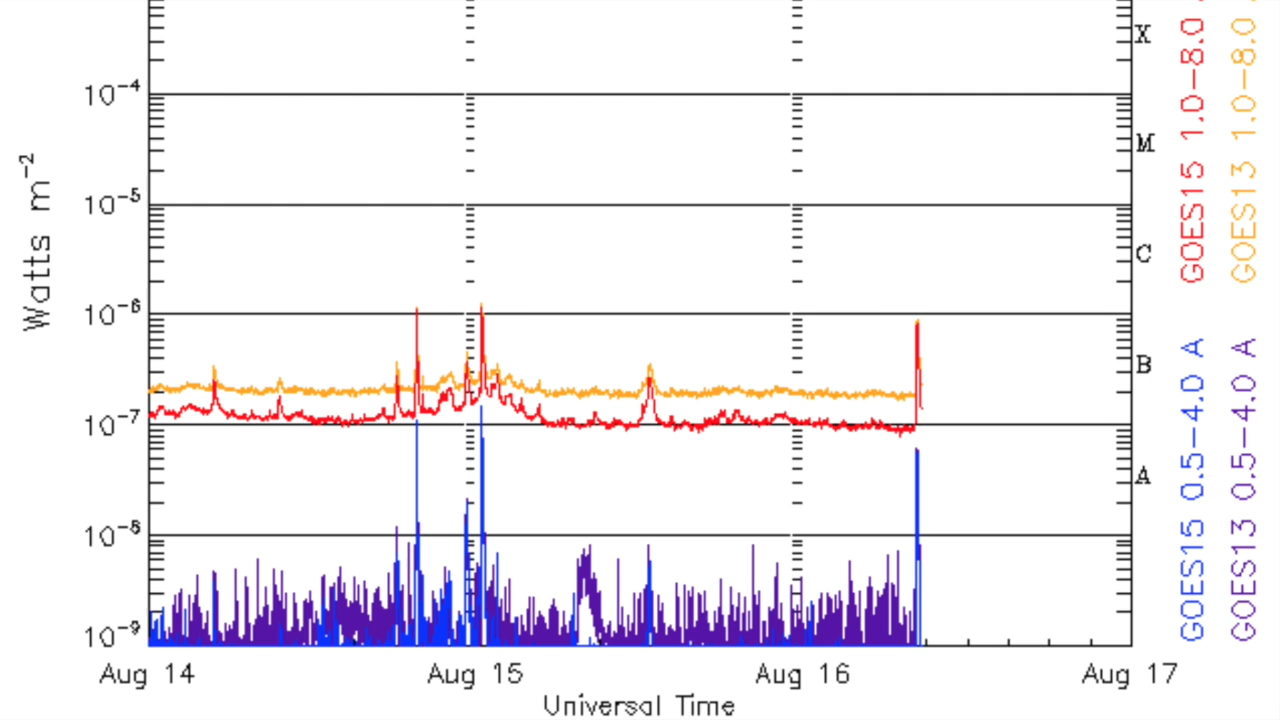 X
10⁻⁴
M
10⁻⁵
C
10⁻⁶
B
10⁻⁷
A
10⁻⁸
10⁻⁹
Watts m⁻²
Aug 14
Aug 15
Aug 16
Aug 17
Universal Time
GOES15 1.0-8.0
GOES13 1.0-8.0
GOES15 0.5-4.0 A
GOES13 0.5-4.0 A